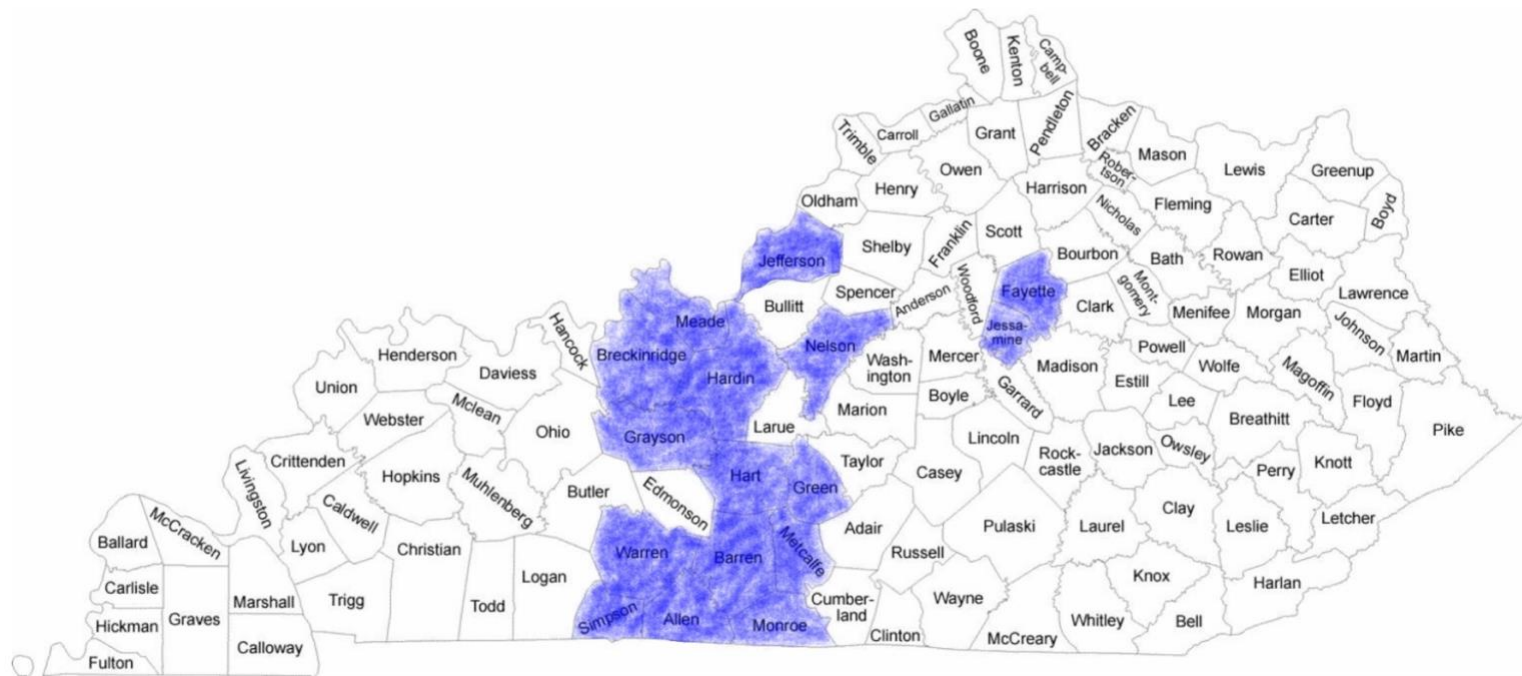 Boone
Kenton
Camp-
bell
Gallatin
Carroll
Trimble
Grant
Pendleton
Bracken
Mason
Rober-
tson
Lewis
Greenup
Boyd
Owen
Henry
Oldham
Harrison
Nicholas
Fleming
Carter
Shelby
Franklin
Scott
Bourbon
Bath
Rowan
Elliot
Lawrence
Jefferson
Spencer
Anderson
Woodford
Fayette
Clark
Mont-
gomery
Menifee
Morgan
Johnson
Martin
Bullitt
Nelson
Jessa-
mine
Meade
Hancock
Breckinridge
Hardin
Wash-
ington
Mercer
Madison
Powell
Wolfe
Magoffin
Floyd
Pike
Henderson
Daviess
Union
Webster
Mclean
Ohio
Grayson
Larue
Marion
Boyle
Garrard
Estill
Lee
Breathitt
Lincoln
Rock-
castle
Jackson
Owsley
Perry
Knott
Crittenden
Livingston
Hopkins
Caldwell
Muhlenberg
Butler
Edmonson
Hart
Green
Taylor
Casey
Adair
Pulaski
Laurel
Clay
Leslie
Letcher
Ballard
McCracken
Lyon
Christian
Warren
Barren
Metcalfe
Russell
Knox
Harlan
Carlisle
Graves
Marshall
Trigg
Todd
Logan
Simpson
Allen
Monroe
Cumber-
land
Clinton
Wayne
McCreary
Whitley
Bell
Hickman
Fulton
Calloway